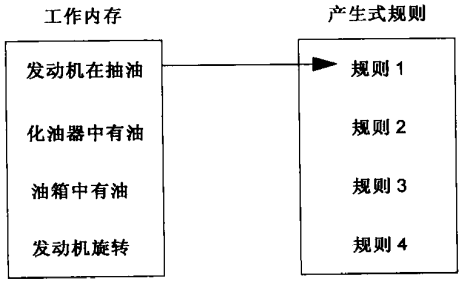 工作内存
产生式规则
发动机在抽油
规则 1
化油器中有油
规则 2
油箱中有油
规则 3
发动机旋转
规则 4